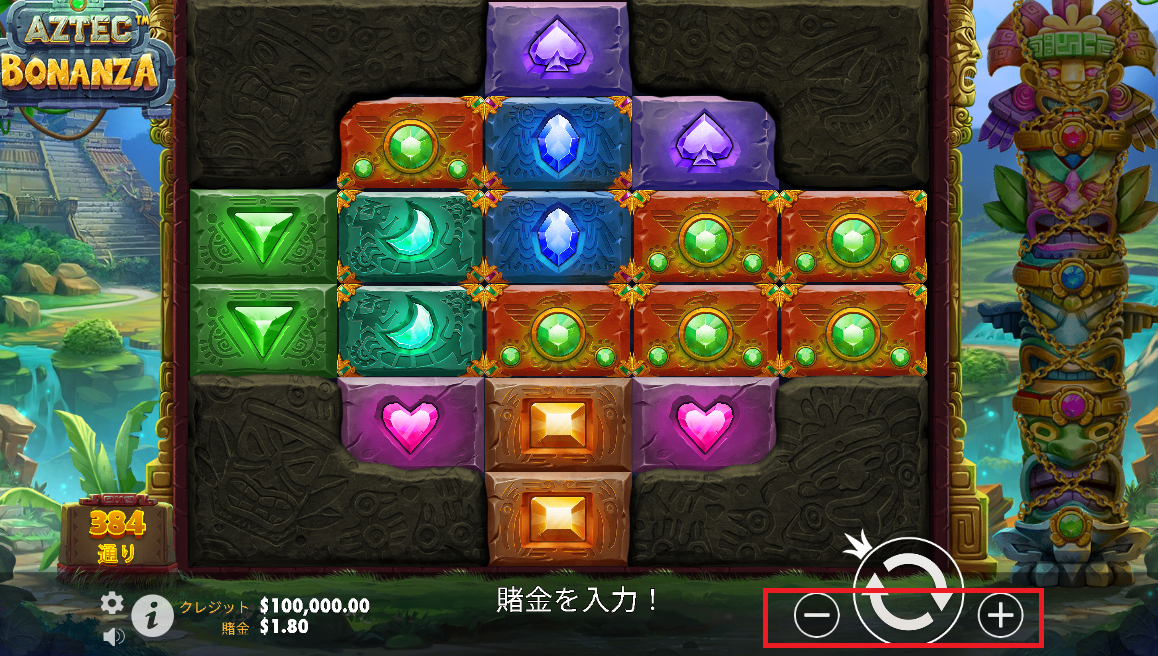 AZTEC™
BONANZA
384
通り
クレジット $100,000.00
賭金 $1.80
賭金を入力！